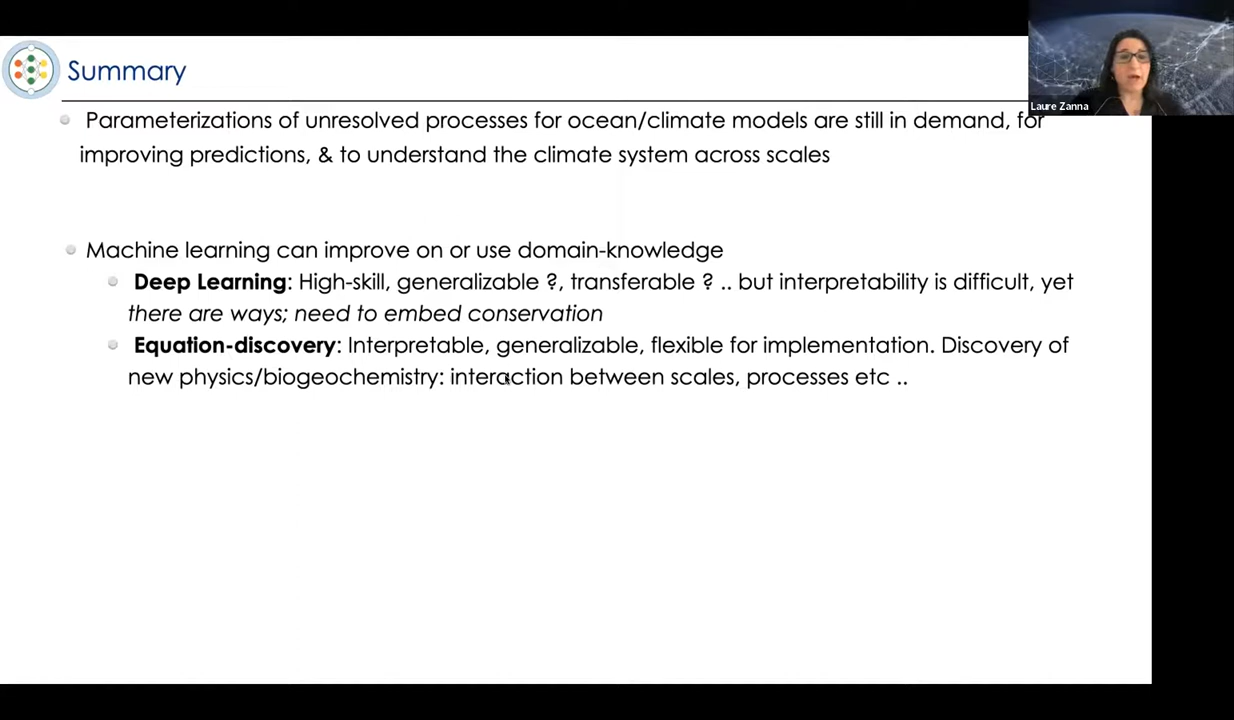 Summary
Laure Zanna
Parameterizations of unresolved processes for ocean/climate models are still in demand, for
improving predictions, & to understand the climate system across scales
Machine learning can improve on or use domain-knowledge
Deep Learning: High-skill, generalizable ?, transferable ? .. but interpretability is difficult, yet
there are ways; need to embed conservation
Equation-discovery: Interpretable, generalizable, flexible for implementation. Discovery of
new physics/biogeochemistry: interaction between scales, processes etc ..